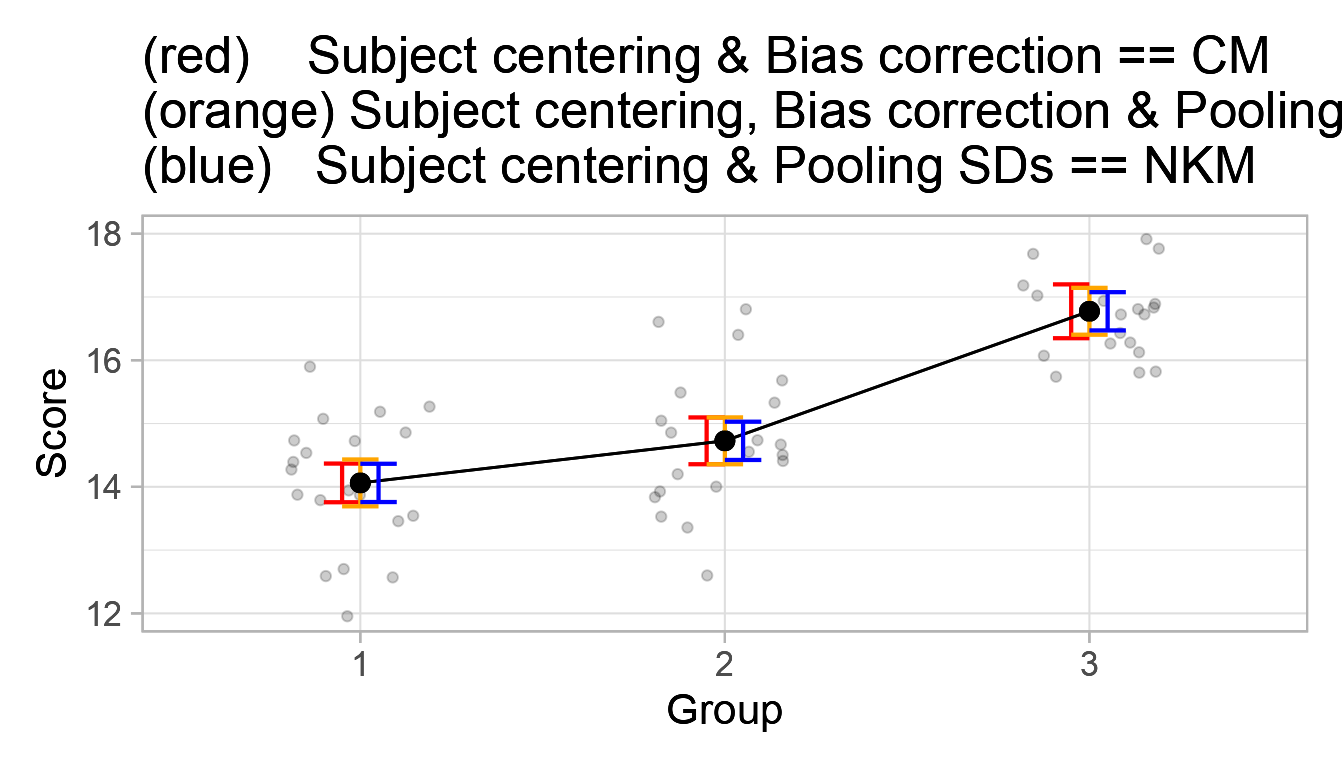 (red) Subject centering & Bias correction == CM
(orange) Subject centering, Bias correction & Pooling
(blue) Subject centering & Pooling SDs == NKM
18
16
14
12
Score
1 2 3
Group